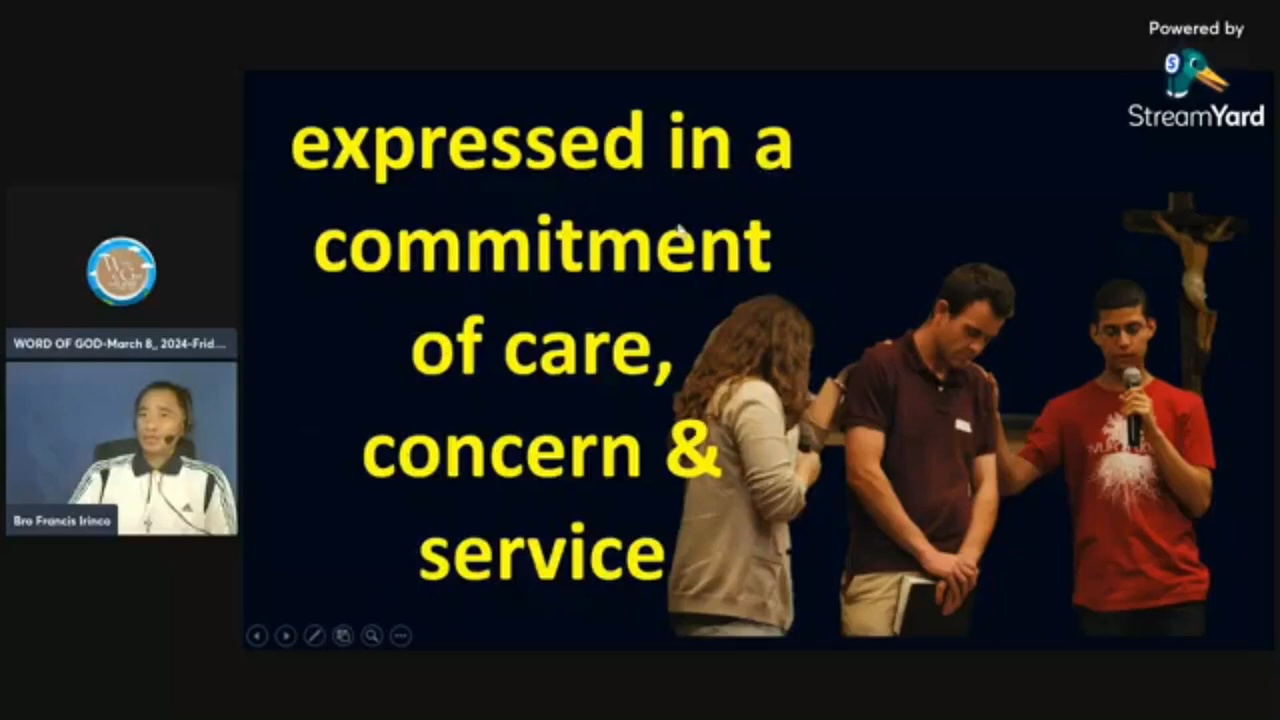 Powered by
StreamYard
expressed in a
commitment
of care,
concern &
service
WORD OF GOD-March 8,, 2024-Frid...
Bro Francis Irinco